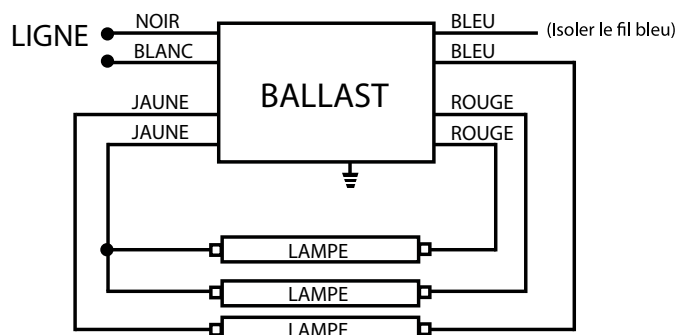 LIGNE
NOIR
BLANC
JAUNE
JAUNE
BALLAST
BLEU
(Isoler le fil bleu)
BLEU
ROUGE
ROUGE
LAMPE
LAMPE
LAMPE